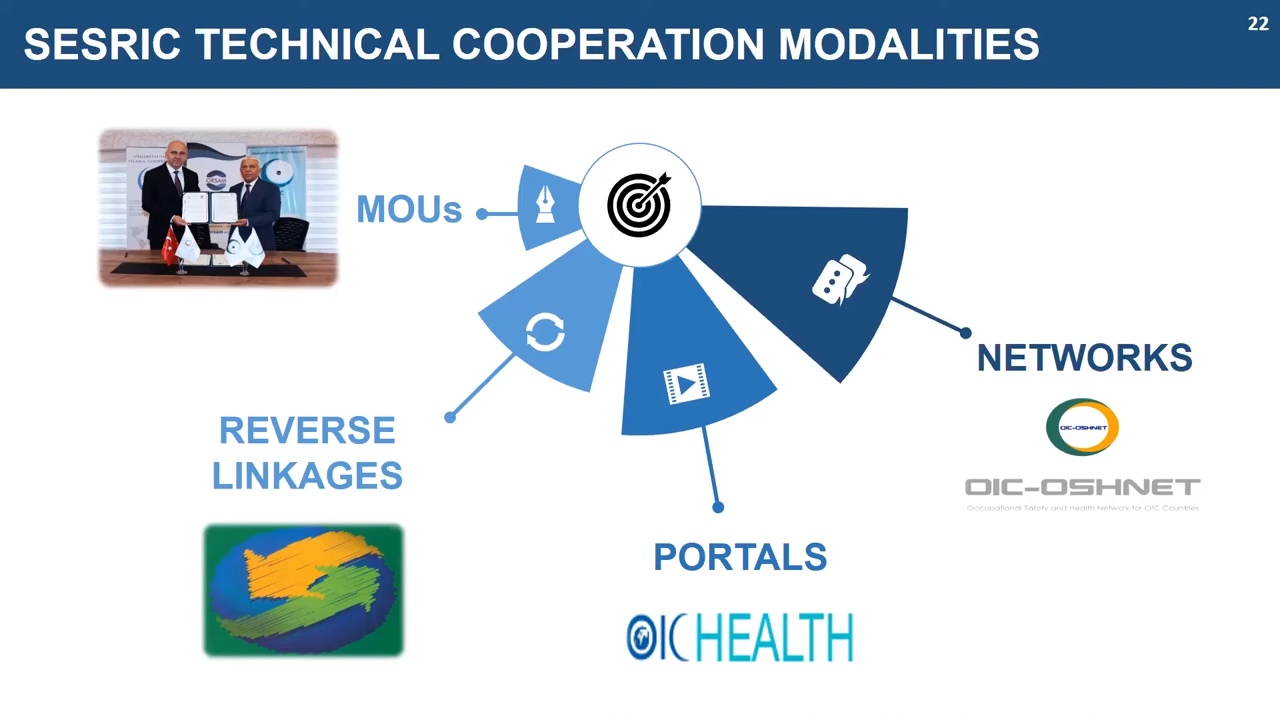 SESRIC TECHNICAL COOPERATION MODALITIES
22
MOUs
ORSAM
NETWORKS
OIC-OSHNET
OIC-OSHNET
Occupational Safety and Health Network for OIC Countries
REVERSE
LINKAGES
PORTALS
OIC HEALTH